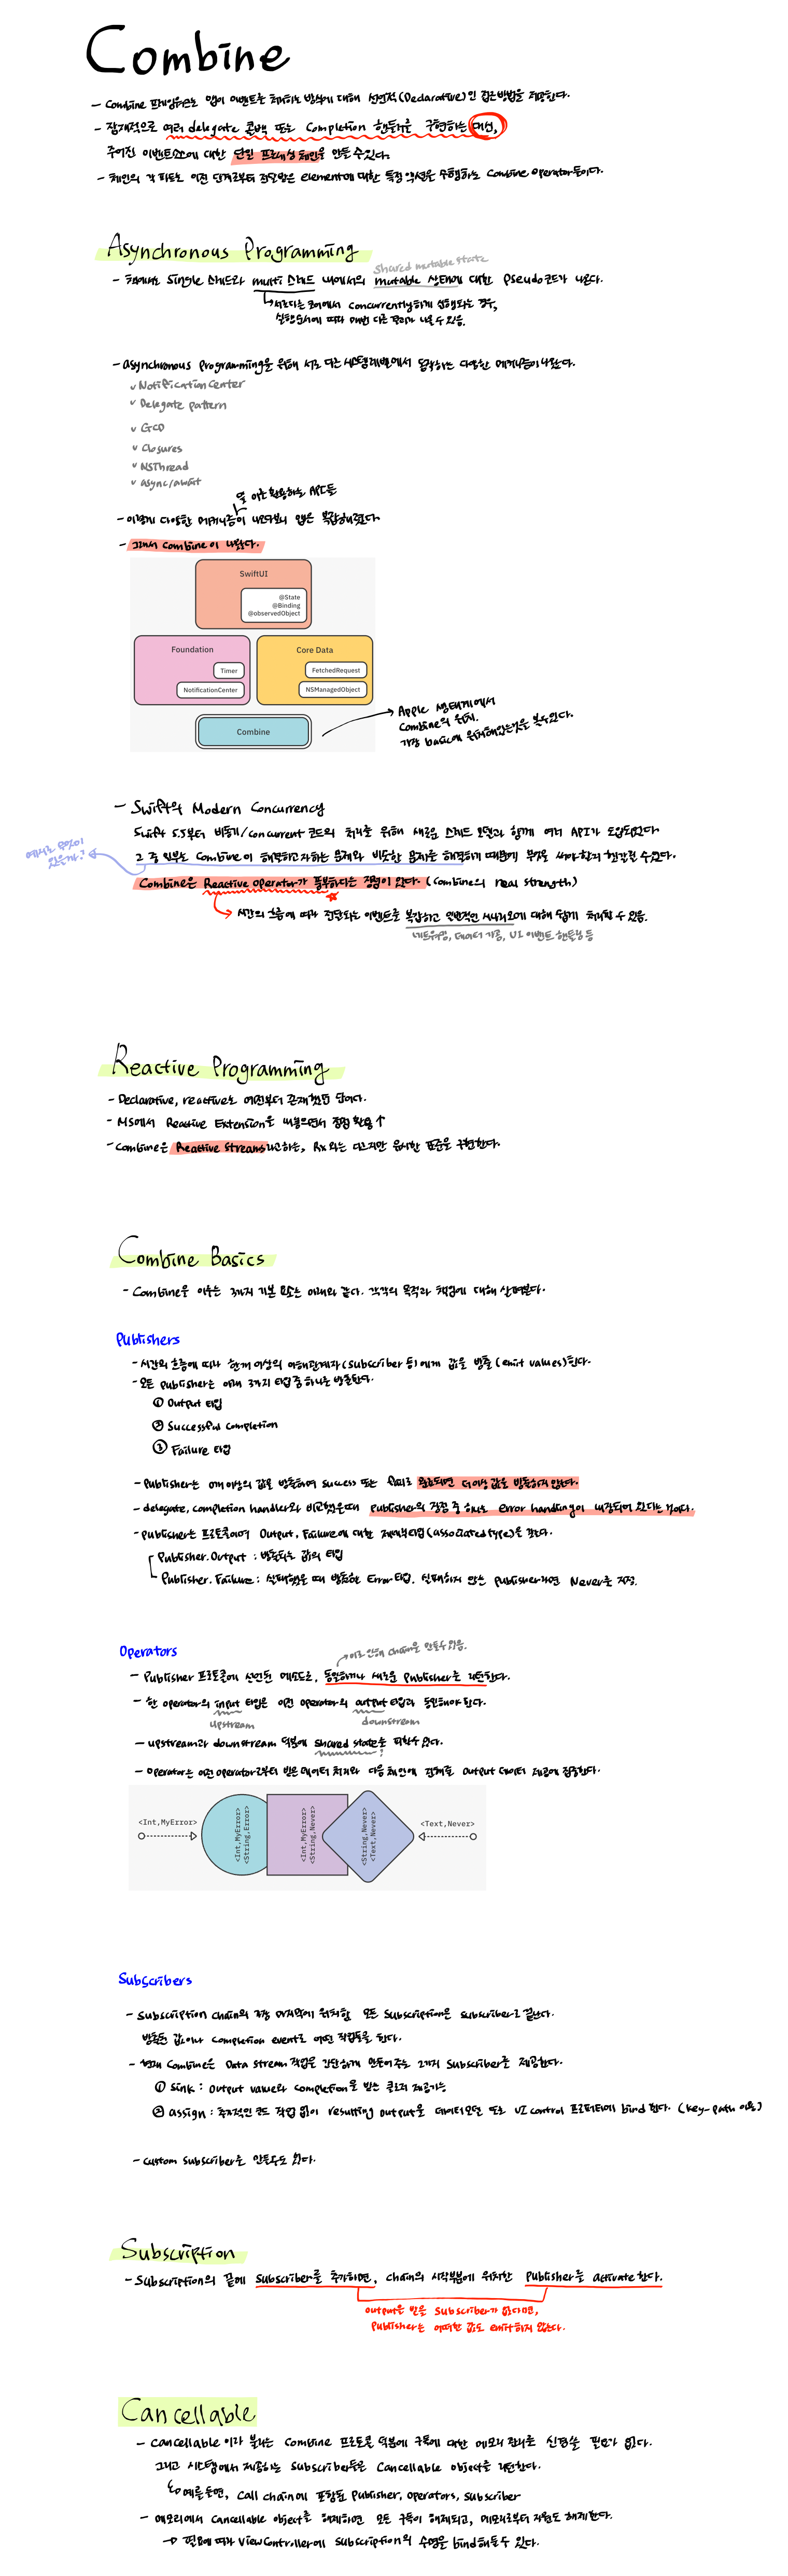 Combine
- Combine 프레임워크는 앱이 이벤트를 처리하는 방식에 대해 선언적(Declarative)인 접근방법을 제공한다.
- 잠재적으로 여러 delegate 콜백 또는 Completion 핸들러를 구현하는 대신,
주어진 이벤트소스에 대한 단일 프로세싱 체인을 만들 수 있다.
- 체인의 각 파트는 이전 단계로부터 전달받은 element에 대한 특정 액션을 수행하는 Combine Operator들이다.
Asynchronous Programming
Shared mutable state
- 책에서는 Single 스레드와 multi 스레드 내에서의 mutable 상태에 대한 Pseudo코드가 나온다.
서로다른 코어에서 Concurrently하게 실행되는 경우,
실행순서에 따라 매번 다른 결과가 나올 수 있음.
- Asynchronous Programming을 위해 서로 다른 시스템레벨에서 동작하는 다양한 메커니즘이 나왔다.
v NotificationCenter
v Delegate pattern
v GCD
v Closures
v NSThread
v async/await
및 이를 활용하는 API들
- 이렇게 다양한 메커니즘이 나오다보니 앱은 복잡해졌다.
- 그래서 Combine이 나왔다.
SwiftUI
@State
@Binding
@observedObject
Foundation
Timer
NotificationCenter
Core Data
FetchedRequest
NSManagedObject
Combine
Apple 생태계에서
Combine의 위치.
가장 basic에 위치해있는것을 볼수있다.
- Swift의 Modern Concurrency
Swift 5.5부터 비동기/concurrent 코드의 처리를 위해 새로운 스레드 모델과 함께 여러 API가 도입되었다
그 중 일부는 Combine이 해결하고자하는 문제와 비슷한 문제를 해결하기 때문에 무엇을 써야할지 헷갈릴 수있다.
예시로 무엇이
있을까?
Combine은 Reactive operator가 풍부하다는 장점이 있다. (Combine의 real strength)
시간의 흐름에 따라 전달되는 이벤트를 복잡하고 일반적인 시나리오에 대해 쉽게 처리할 수 있음.
네트워킹, 데이터 가공, UI 이벤트 핸들링 등
Reactive Programming
- Declarative, reactive는 이전부터 존재했던 단어다.
- MS에서 Reactive Extension을 내놓으면서 점점 활용 ↑
- Combine은 Reactive Streams라고하는, Rx와는 다르지만 유사한 표준을 구현한다.
Combine Basics
- Combine을 이루는 3가지 기본 요소는 아래와 같다. 각각의 목적과 책임에 대해 살펴본다.
Publishers
- 시간의 흐름에 따라 한개 이상의 이해관계자(Subscriber 등)에게 값을 방출(emit values)한다.
- 모든 publisher는 아래 3가지 타입 중 하나를 방출한다.
① Output 타입
② Successful completion
③ Failure 타입
- Publisher는 0개 이상의 값을 방출하며 success 또는 실패로 완료되면 더이상 값을 방출하지 않는다.
- delegate, completion handler와 비교했을때 Publisher의 장점 중 하나는 error handling이 내장되어 있다는 것이다.
- publisher는 프로토콜이며 Output, Failure에 대한 제네릭타입(associatedtype)을 갖는다.
Publisher.Output : 방출되는 값의 타입
Publisher.Failure : 실패했을 때 방출할 Error타입. 실패하지 않는 Publisher라면 Never를 지정.
Operators
이로 인해 chain을 만들수있음.
- Publisher 프로토콜에 선언된 메소드로, 동일하거나 새로운 Publisher를 리턴한다.
- 한 operator의 input 타입은 이전 operator의 output 타입과 동일해야 한다.
upstream
downstream
- upstream과 downstream 덕분에 shared state를 피할수있다.
?
- Operator는 이전 operator로부터 받은 데이터 처리와 다음 체인에 전해줄 output 데이터 제공에 집중한다.
<Int,MyError>
<Int,MyError>
<String,Error>
<Int,MyError>
<String,Never>
<String,Never>
<Text,Never>
<Text,Never>
Subscribers
- Subscription chain의 가장 마지막에 위치함. 모든 Subscription은 subscriber로 끝난다.
방출된 값이나 completion event로 어떤 작업들을 한다.
- 현재 Combine은 Data stream 작업을 간단하게 만들어주는 2개의 Subscriber를 제공한다.
① sink : output value와 completion을 받는 클로저 제공가능
② assign : 추가적인 코드 작업 없이 resulting output을 데이터모델 또는 UI control 프로퍼티에 bind 한다. (key-path 이용)
- custom subscriber를 만들수도 있다.
Subscription
- Subscription의 끝에 Subscriber를 추가하면, Chain의 시작부분에 위치한 Publisher를 activate 한다.
output을 받을 subscriber가 없다면,
publisher는 어떠한 값도 emit하지 않는다.
Cancellable
- Cancellable 이라 불리는 Combine 프로토콜 덕분에 구독에 대한 메모리 관리를 신경쓸 필요가 없다.
그리고 시스템에서 제공하는 Subscriber들은 Cancellable object를 리턴한다.
예를들면, Call chain에 포함된 publisher, operators, subscriber
- 메모리에서 Cancellable object를 해제하면 모든 구독이 해제되고, 메모리로부터 자원도 해제한다.
→ 필요에 따라 ViewController에 subscription의 수명을 bind해둘수 있다.